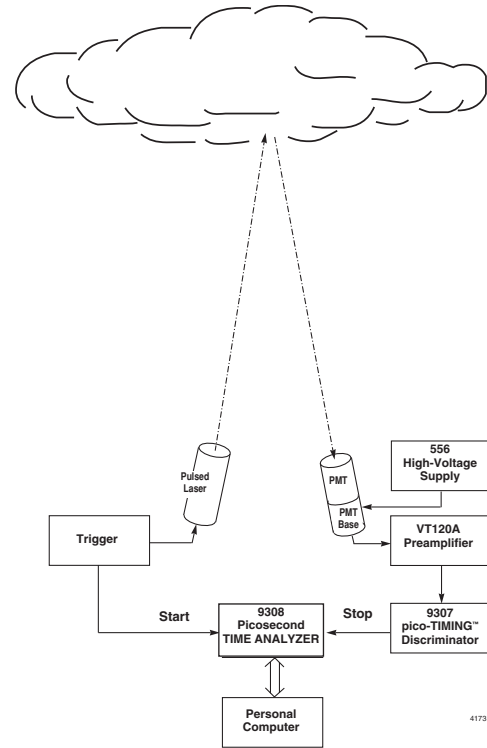 Pulsed
Laser
PMT
PMT
Base
556
High-Voltage
Supply
Trigger
VT120A
Preamplifier
Start
9308
Picosecond
TIME ANALYZER
Stop
9307
pico-TIMING™
Discriminator
Personal
Computer
4173